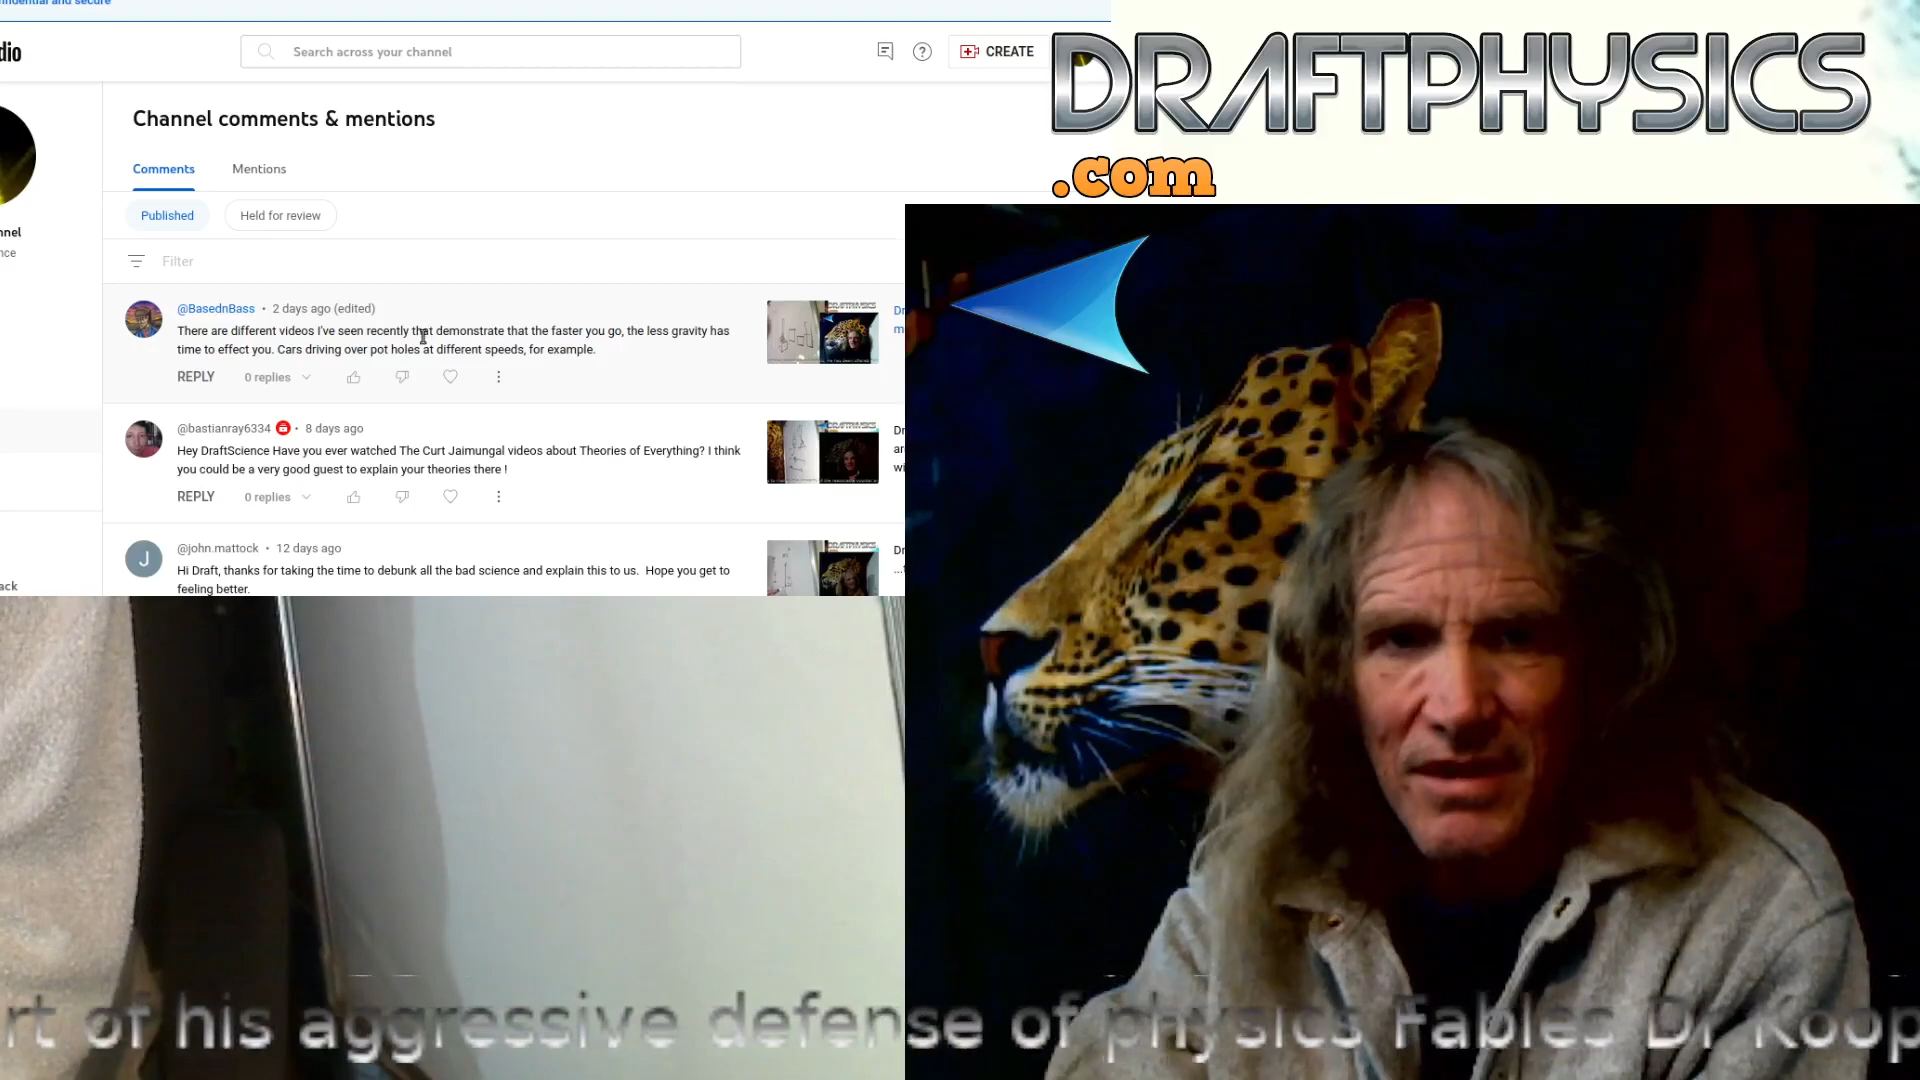 Search across your channel
CREATE
DRAFTPHYSICS
.com
Channel comments & mentions
Comments
Mentions
Published
Held for review
Filter
@BasednBass • 2 days ago (edited)
There are different videos I've seen recently that demonstrate that the faster you go, the less gravity has
time to effect you. Cars driving over pot holes at different speeds, for example.
REPLY
0 replies
@bastianray6334 • 8 days ago
Hey DraftScience Have you ever watched The Curt Jaimungal videos about Theories of Everything? I think
you could be a very good guest to explain your theories there !
REPLY
0 replies
J
@john.mattock • 12 days ago
Hi Draft, thanks for taking the time to debunk all the bad science and explain this to us. Hope you get to
feeling better.
of his aggressive defense of physics Fables Dr